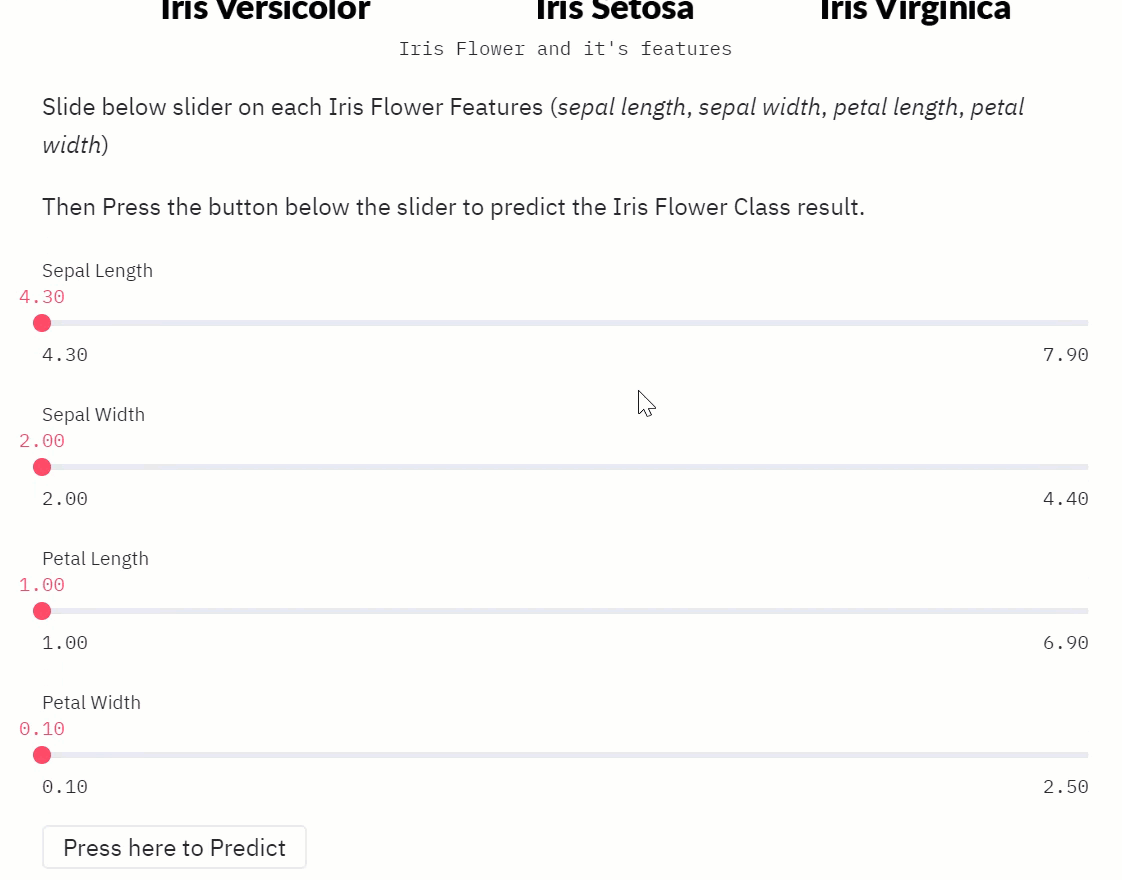 Iris Versicolor Iris Setosa Iris Virginica
Iris Flower and it's features
Slide below slider on each Iris Flower Features (sepal length, sepal width, petal length, petal
width)
Then Press the button below the slider to predict the Iris Flower Class result.
Sepal Length
4.30
4.30 7.90
Sepal Width
2.00
2.00 4.40
Petal Length
1.00
1.00 6.90
Petal Width
0.10
0.10 2.50
Press here to Predict